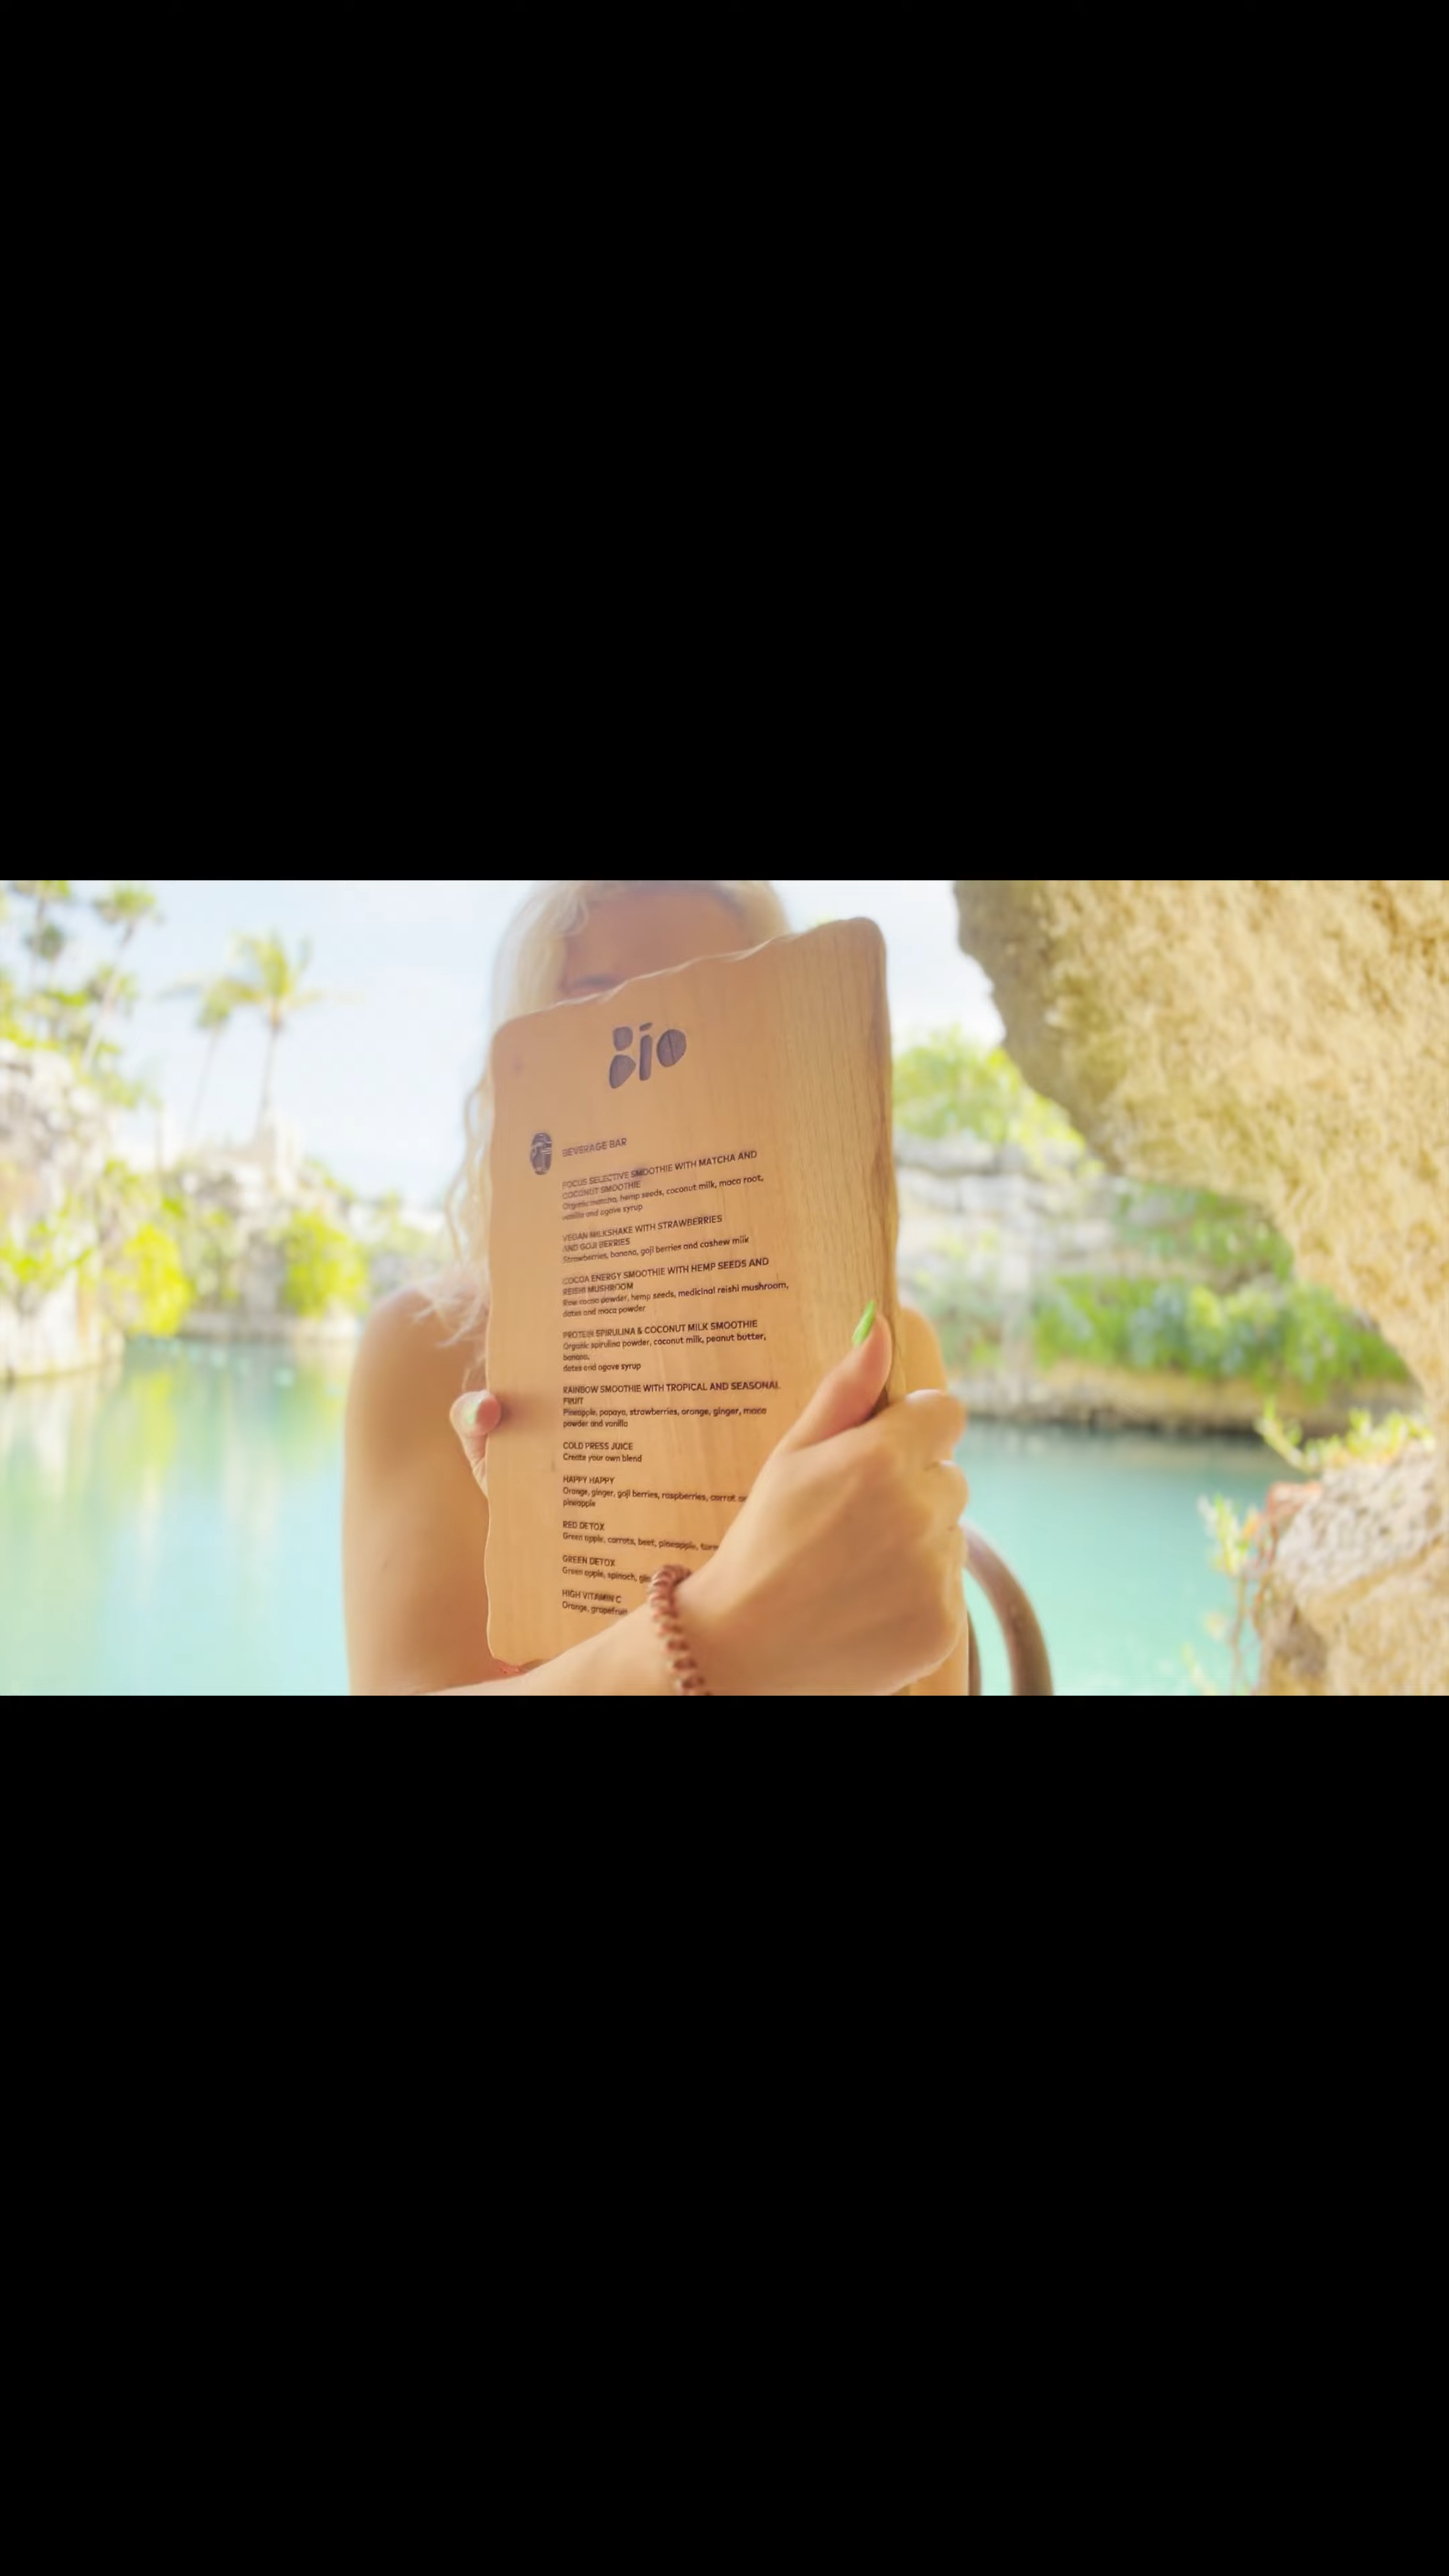 Bio
BEVERAGE BAR
FOCUS SELECTIVE SMOOTHIE WITH MATCHA AND
COCONUT SMOOTHIE
Organic matcha, hemp seeds, coconut milk, maca root,
vanilla and agave syrup
VEGAN MILKSHAKE WITH STRAWBERRIES
AND GOJI BERRIES
Strawberries, banana, goji berries and cashew milk
COCOA ENERGY SMOOTHIE WITH HEMP SEEDS AND
REISHI MUSHROOM
Raw cocoa powder, hemp seeds, medicinal reishi mushroom,
dates and maca powder
PROTEIN SPIRULINA & COCONUT MILK SMOOTHIE
Organic spirulina powder, coconut milk, peanut butter,
banana,
dates and agave syrup
RAINBOW SMOOTHIE WITH TROPICAL AND SEASONAL
FRUIT
Pineapple, papaya, strawberries, orange, ginger, maca
powder and vanilla
COLD PRESS JUICE
Create your own blend
HAPPY HAPPY
Orange, ginger, goji berries, raspberries, carrot
pineapple
RED DETOX
Green apple, carrots, beet, pineapple,
GREEN DETOX
Green apple, spinach,
HIGH VITAMIN C
Orange, grapefruit